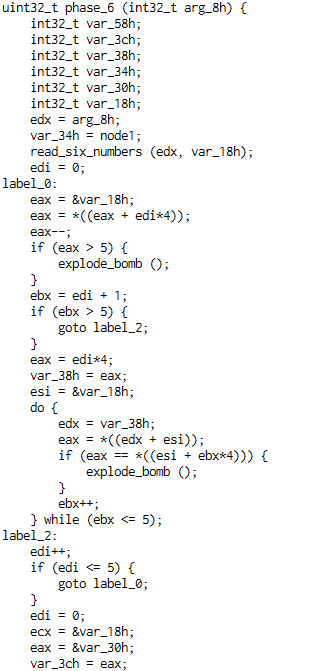 uint32_t phase_6 (int32_t arg_8h) {
    int32_t var_58h;
    int32_t var_3ch;
    int32_t var_38h;
    int32_t var_34h;
    int32_t var_30h;
    int32_t var_18h;
    edx = arg_8h;
    var_34h = node1;
    read_six_numbers (edx, var_18h);
    edi = 0;
label_0:
    eax = &var_18h;
    eax = *((eax + edi*4));
    eax--;
    if (eax > 5) {
        explode_bomb ();
    }
    ebx = edi + 1;
    if (ebx > 5) {
        goto label_2;
    }
    eax = edi*4;
    var_38h = eax;
    esi = &var_18h;
    do {
        edx = var_38h;
        eax = *((edx + esi));
        if (eax == *((esi + ebx*4))) {
            explode_bomb ();
        }
        ebx++;
    } while (ebx <= 5);
label_2:
    edi++;
    if (edi <= 5) {
        goto label_0;
    }
    edi = 0;
    ecx = &var_18h;
    eax = &var_30h;
    var_3ch = eax;